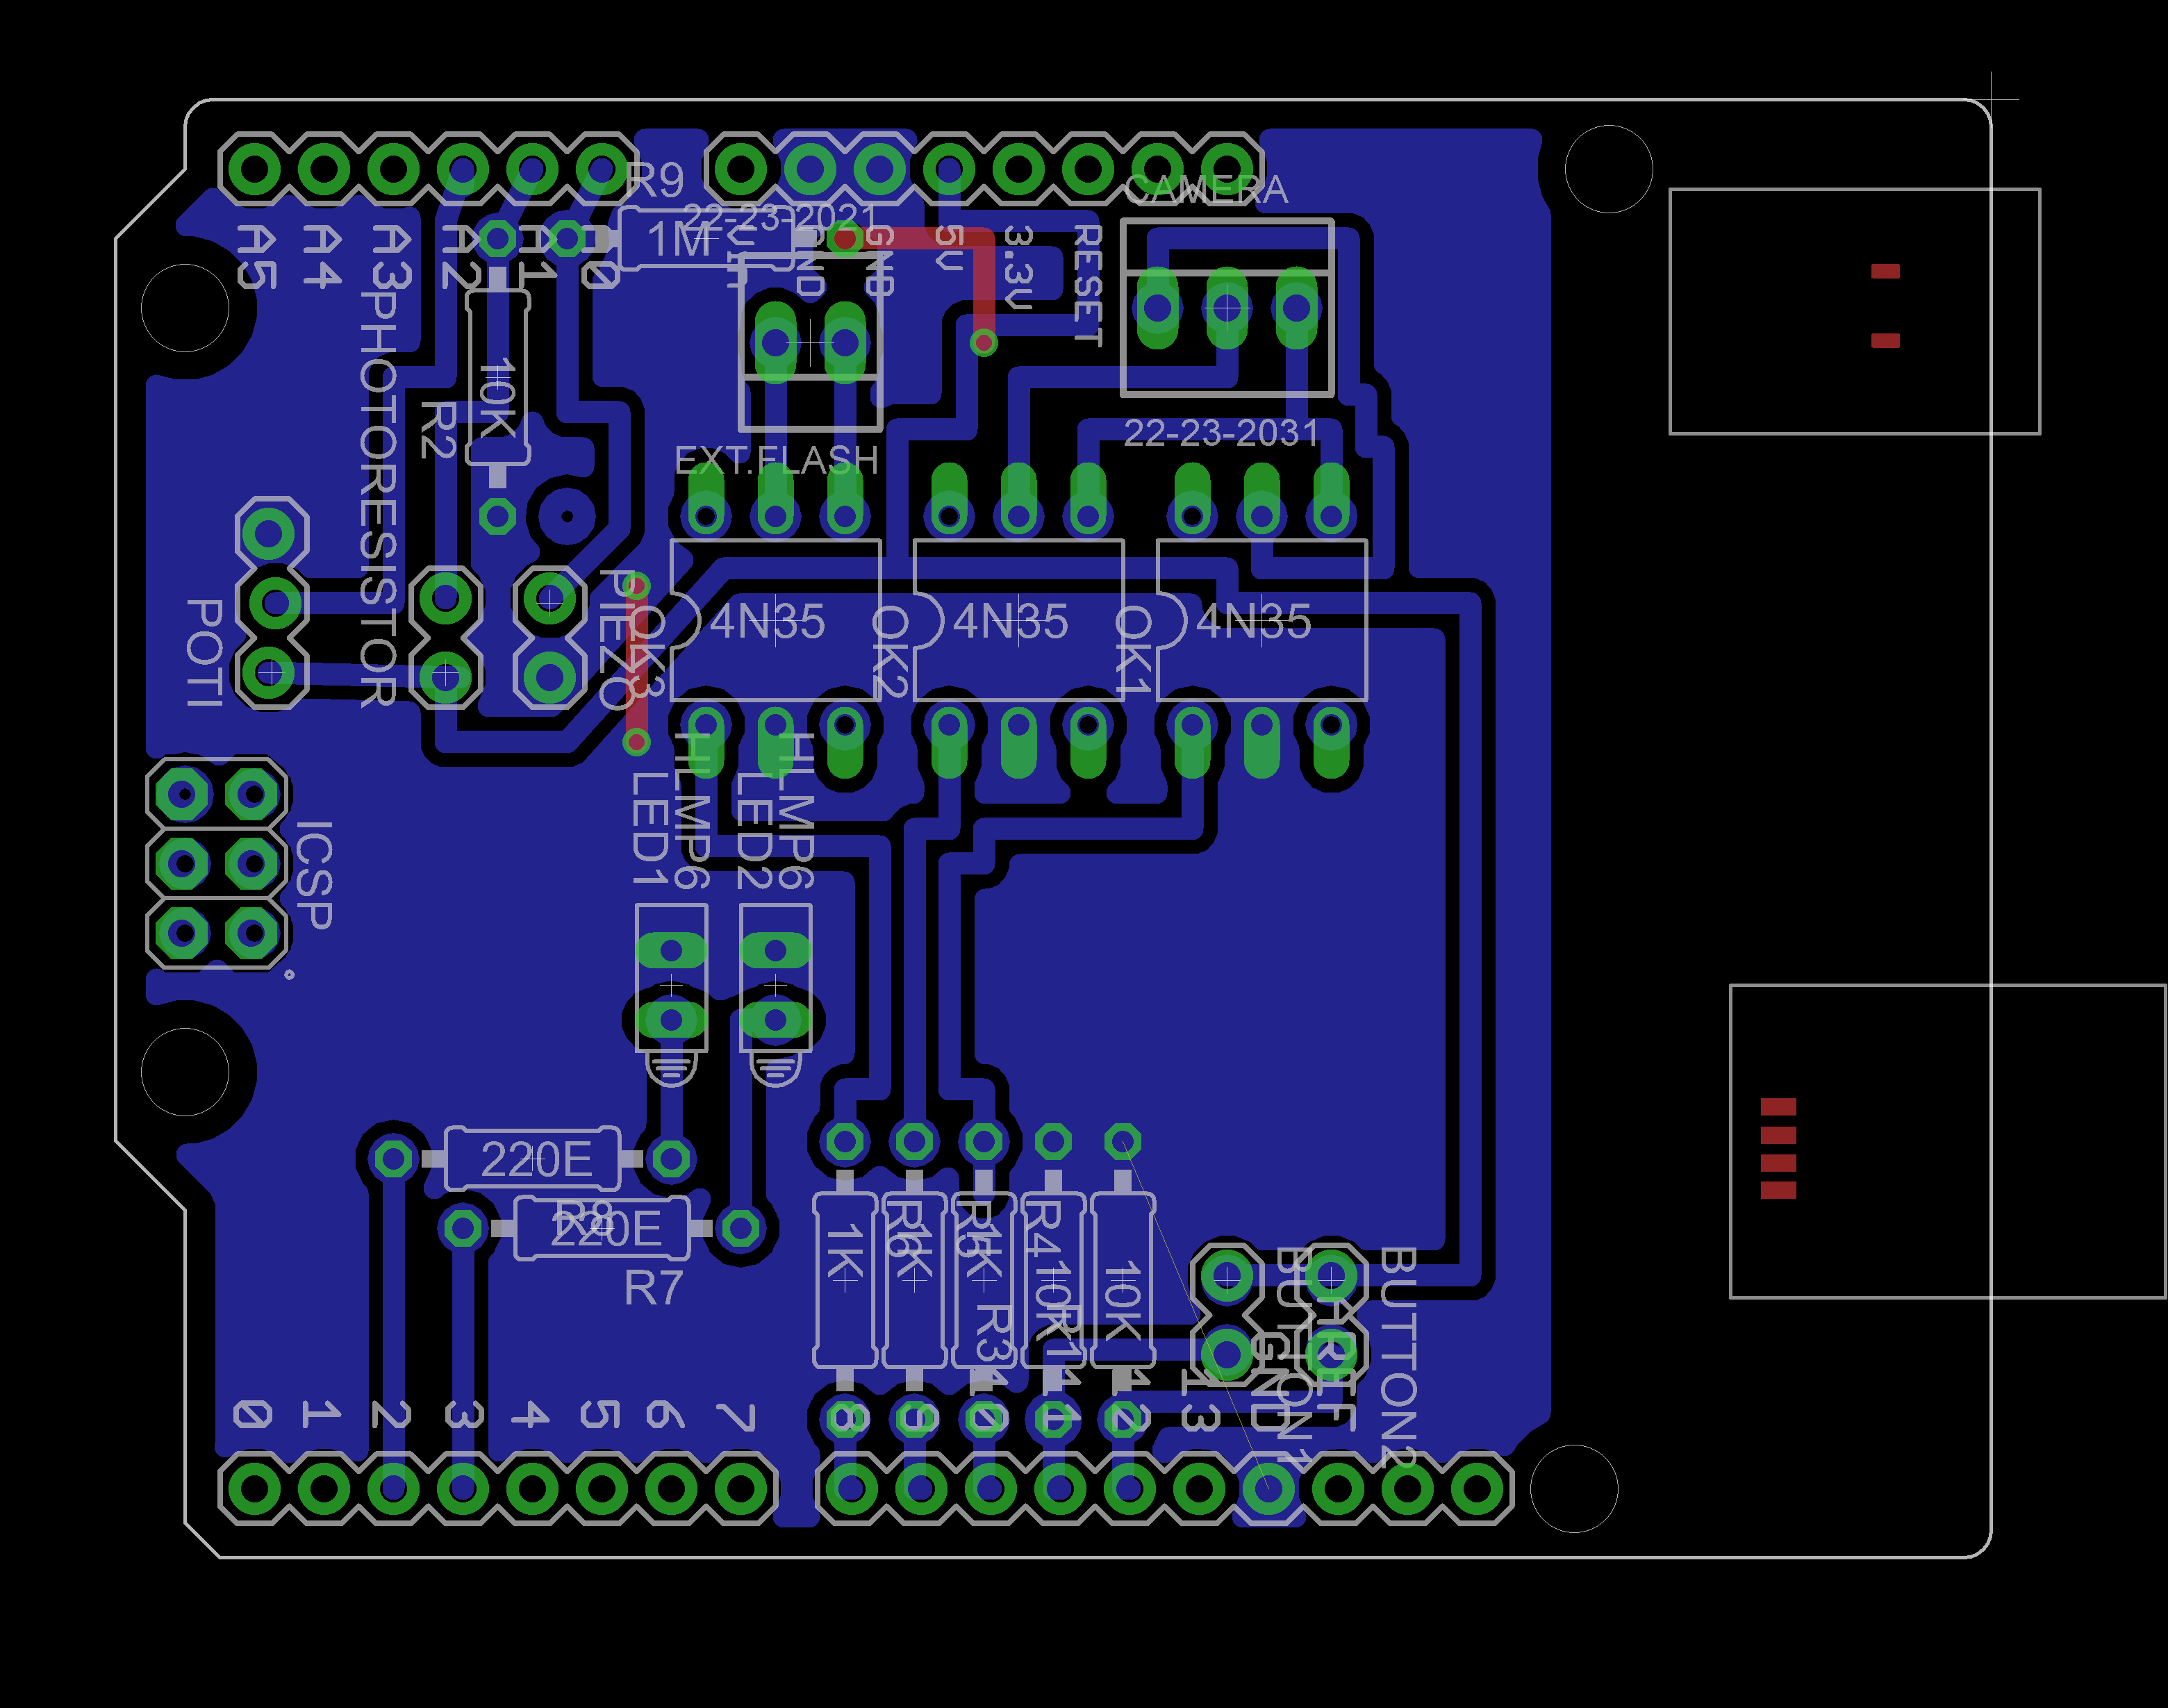 R9
CAMERA
22-23-2021
1M
A5
A4
A3
A2
A1
A0
GND
GND
5V
3.3V
RESET
PHOTORESISTOR
10K
R2
22-23-2031
EXT.FLASH
POTI
PIEZO
OK3
4N35
OK2
4N35
OK1
4N35
ICSP
LED1
HLMP6
LED2
HLMP6
220E
R8
220E
R7
1K
R6
1K
R5
1K
R4
10K
R3
R1
10K
BUTTON1
BUTTON2
0
1
2
3
4
5
6
7
8
9
10
11
12
13
GND